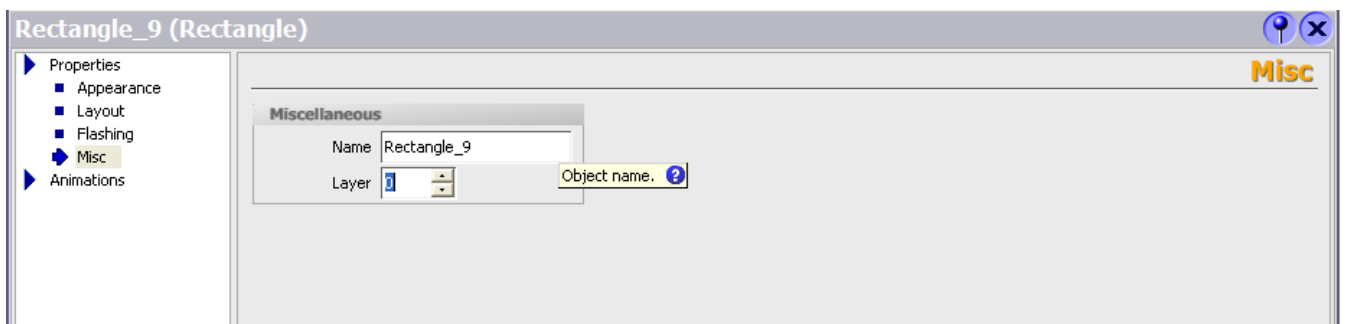 Rectangle_9 (Rectangle)
Properties
Appearance
Layout
Flashing
Misc
Animations
Misc
Miscellaneous
Name Rectangle_9
Layer 0
Object name.